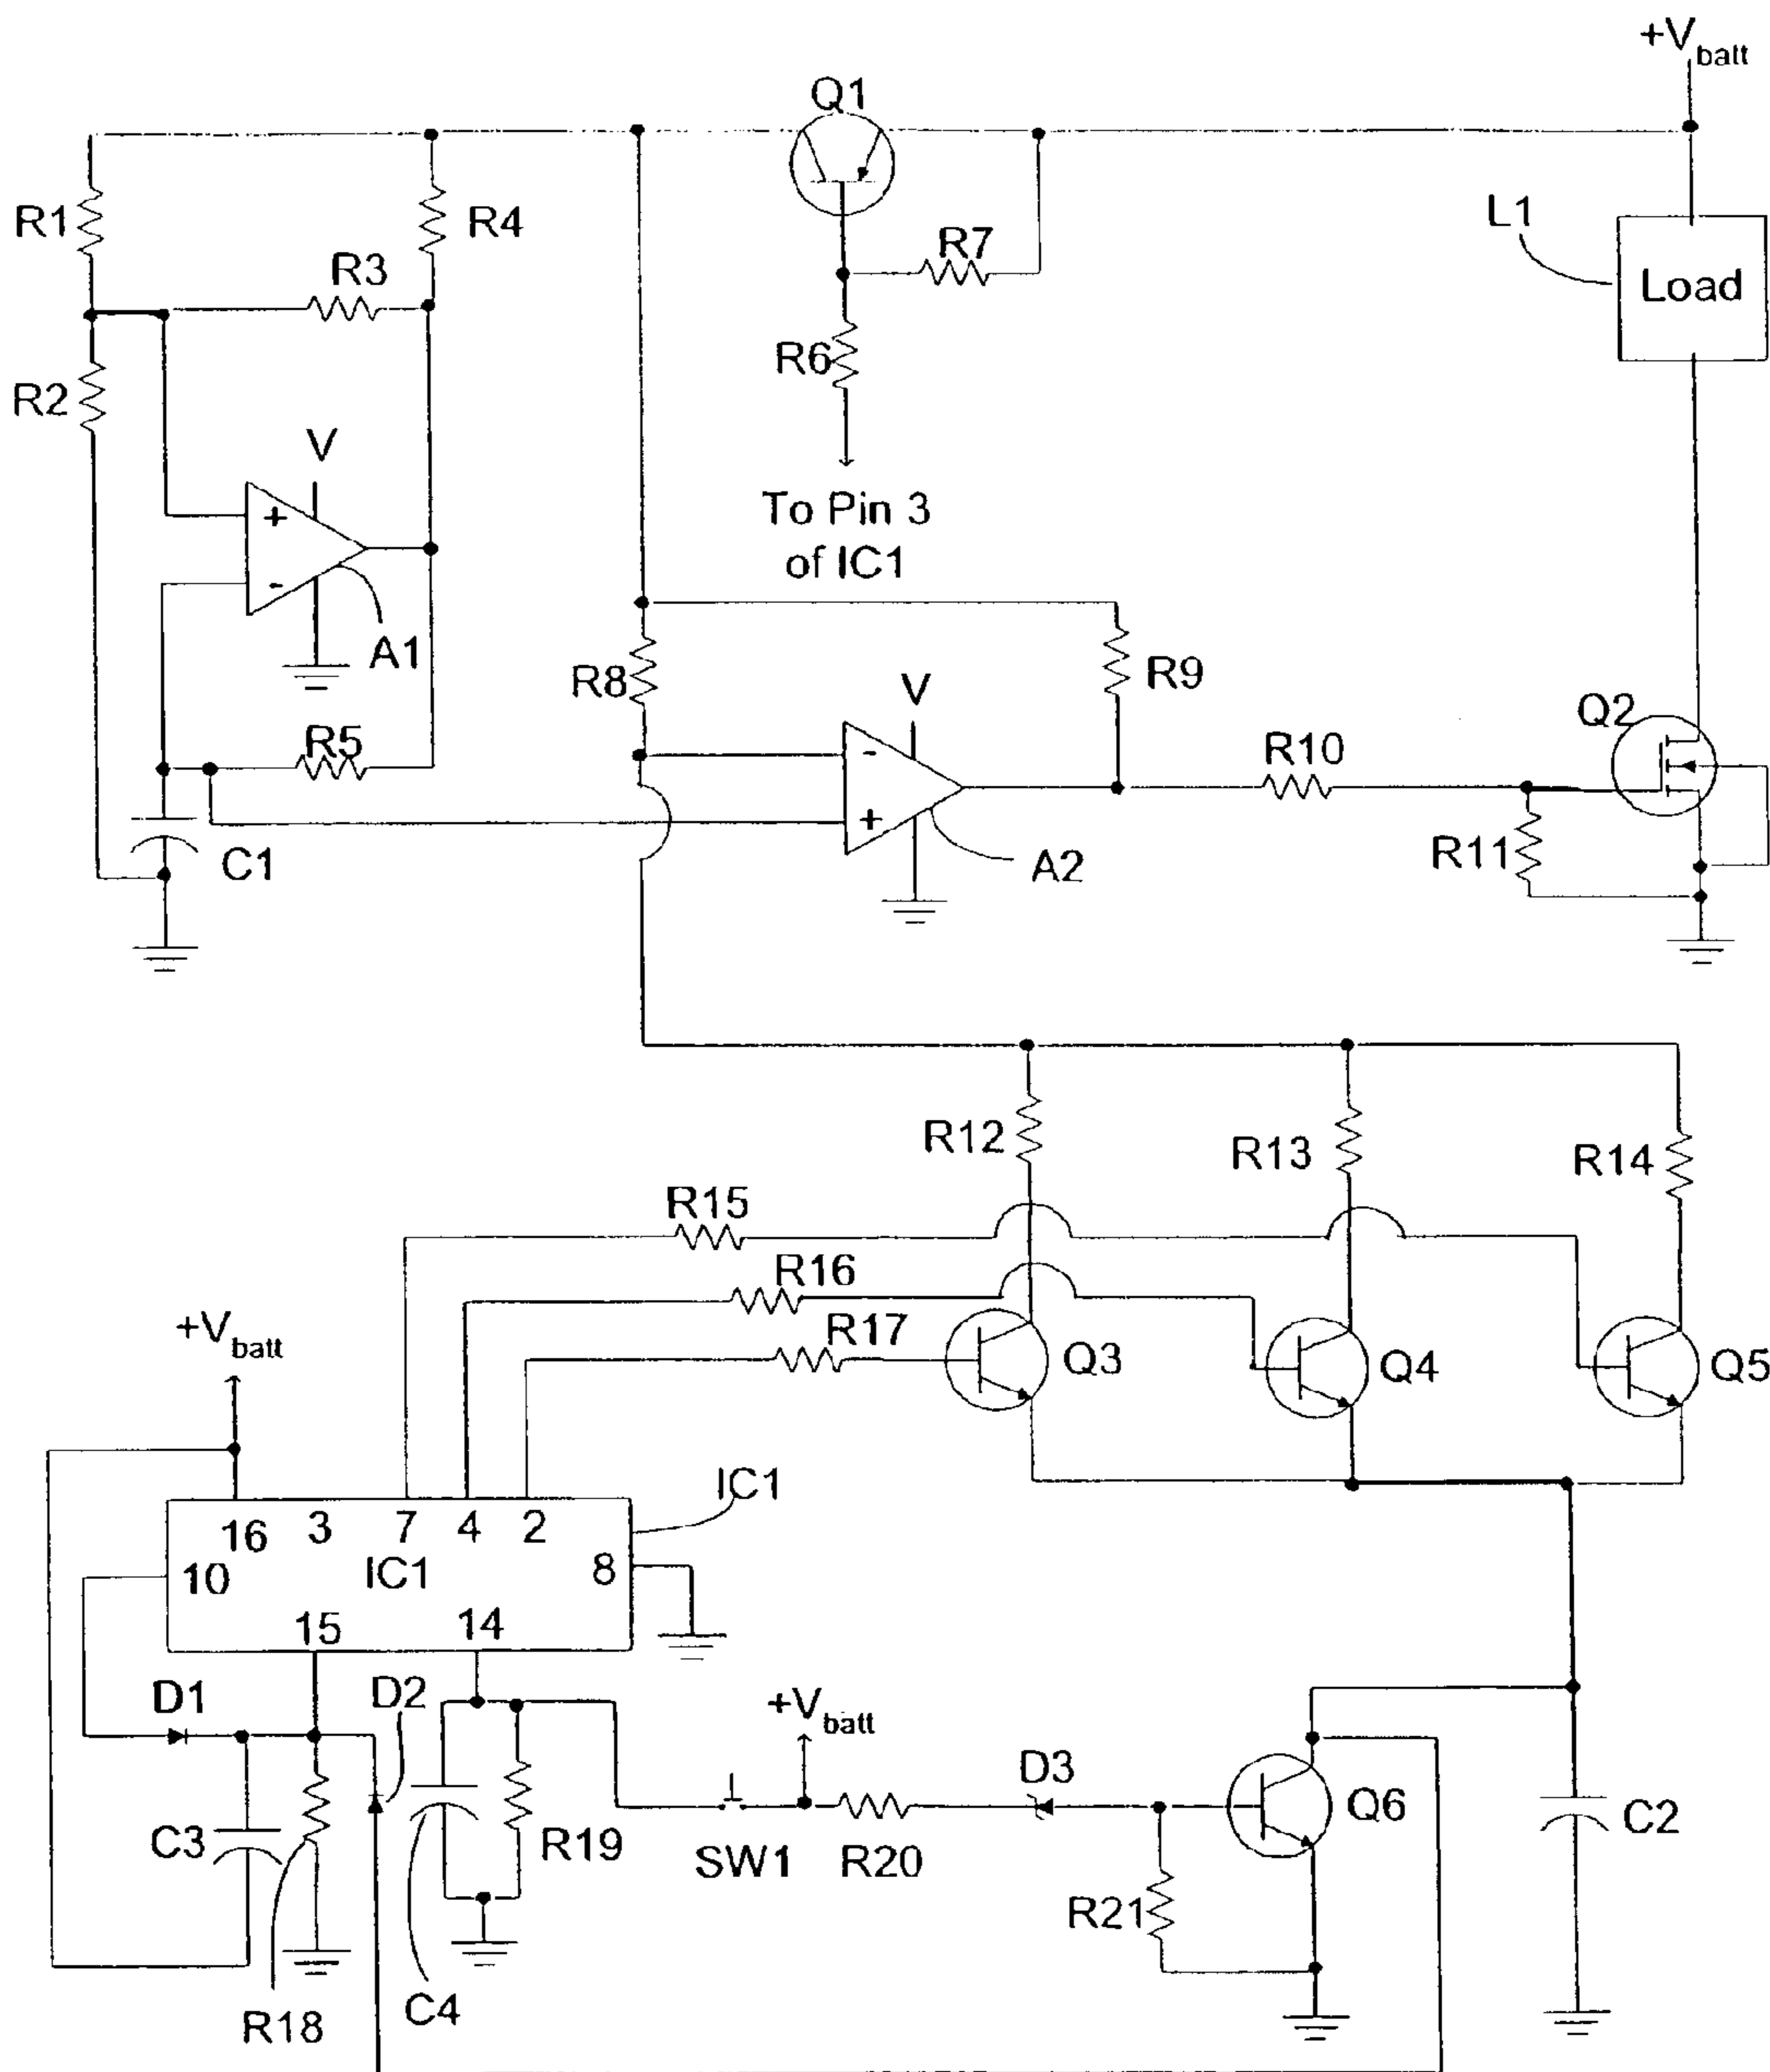 +Vbatt
Q1
R1
R4
R7
L1
R3
Load
R6
R2
V
To Pin 3
of IC1
+
-
A1
R8
V
R9
Q2
R5
-
R10
+
C1
A2
R11
R12
R13
R14
R15
R16
+Vbatt
R17
Q3
Q4
Q5
IC1
16
3
7
4
2
10
IC1
8
15
14
D1
D2
+Vbatt
D3
Q6
C2
C3
R19
SW1
R20
R21
C4
R18